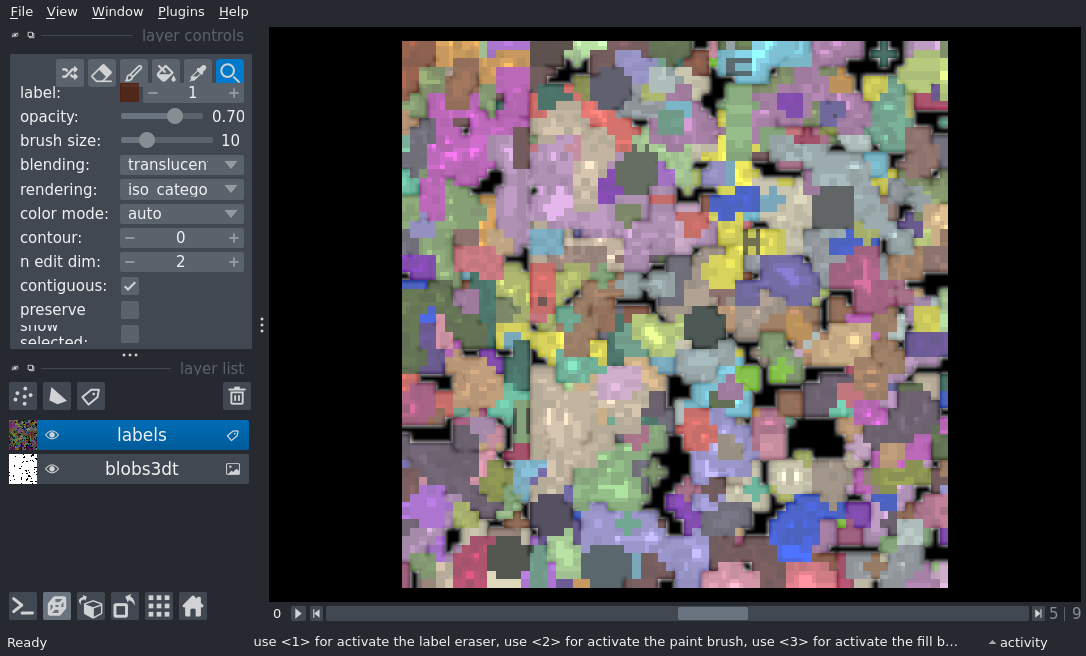 File View Window Plugins Help
layer controls
label: 1
opacity: 0.70
brush size: 10
blending: translucen
rendering: iso_catego
color mode: auto
contour: 0
n edit dim: 2
contiguous:
preserve
show
selected:
layer list
labels
blobs3dt
0 5 | 9
Ready use <1> for activate the label eraser, use <2> for activate the paint brush, use <3> for activate the fill b... activity